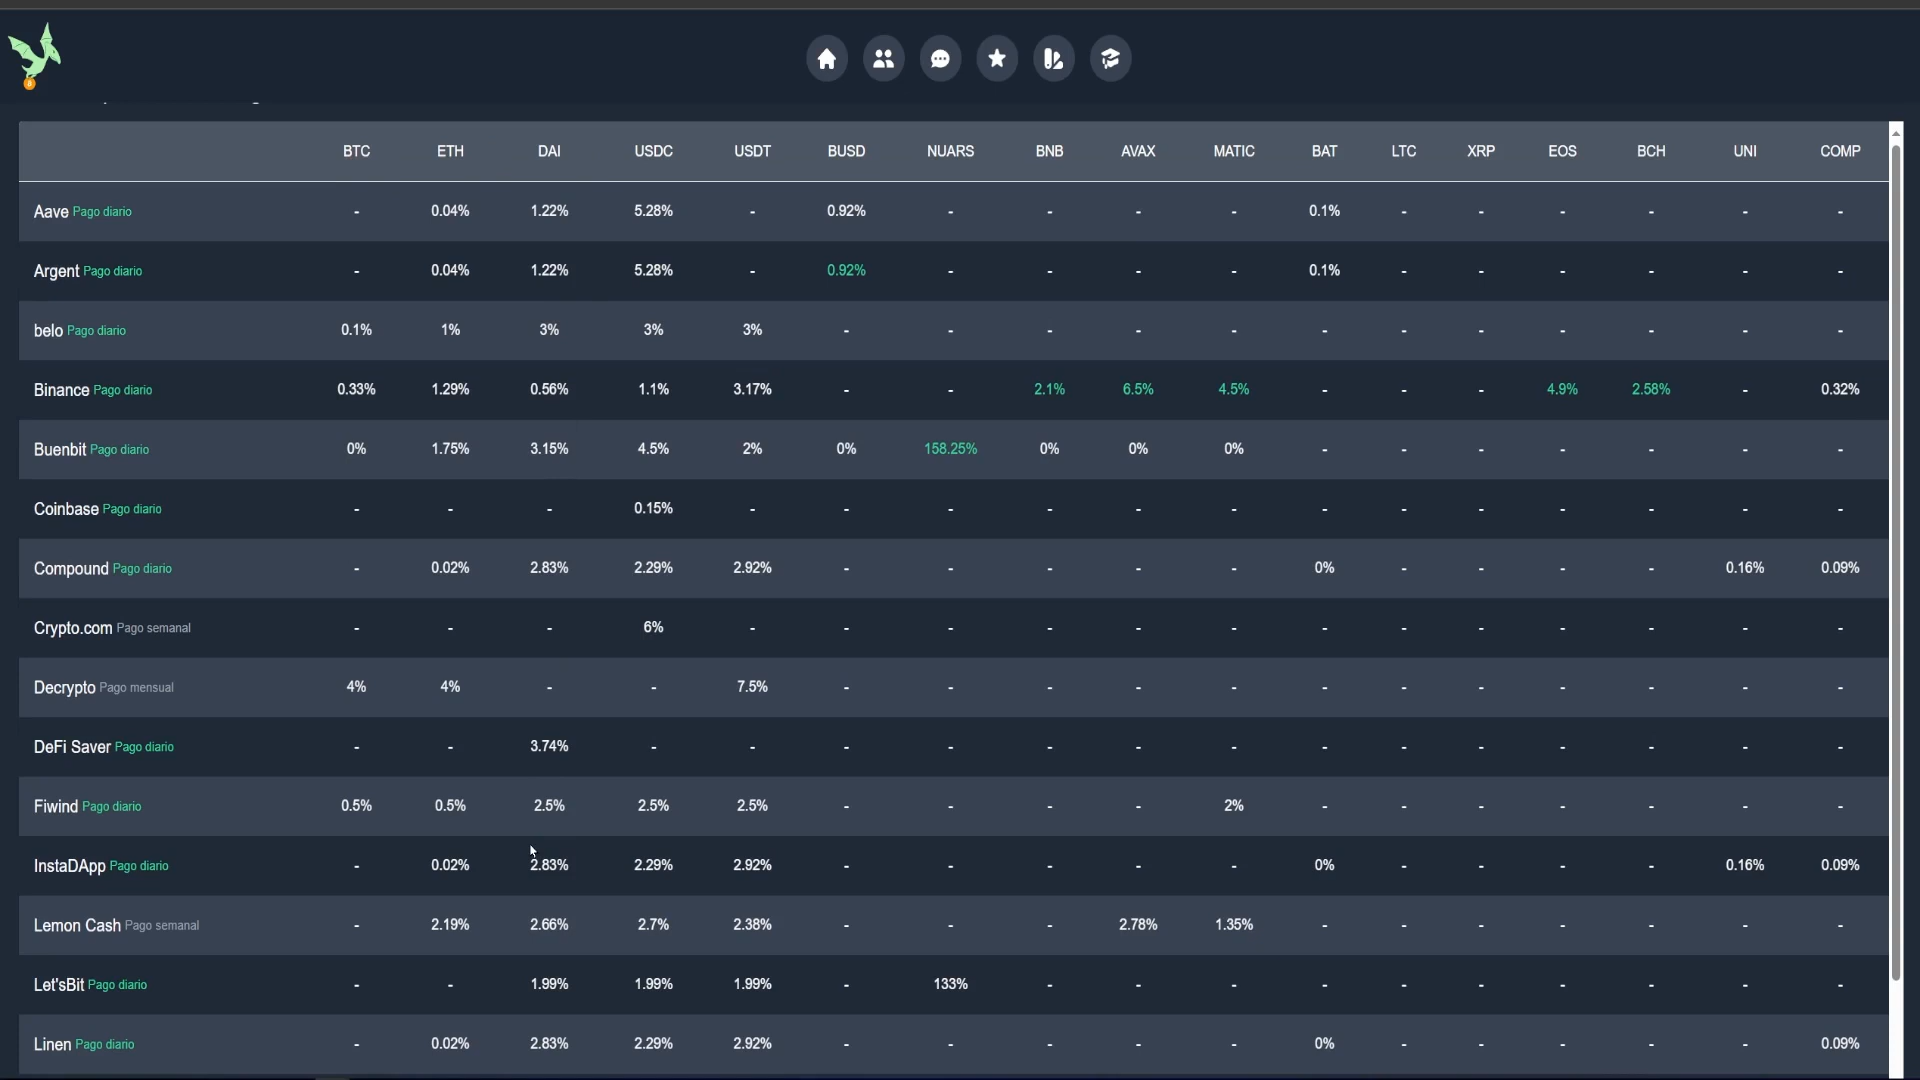 BTC ETH DAI USDC USDT BUSD NUARS BNB AVAX MATIC BAT LTC XRP EOS BCH UNI COMP
Aave Pago diario - 0.04% 1.22% 5.28% - 0.92% - - - - 0.1% - - - - - -
Argent Pago diario - 0.04% 1.22% 5.28% - 0.92% - - - - 0.1% - - - - - -
belo Pago diario 0.1% 1% 3% 3% 3% - - - - - - - - - - - -
Binance Pago diario 0.33% 1.29% 0.56% 1.1% 3.17% - - 2.1% 6.5% 4.5% - - - 4.9% 2.58% - 0.32%
Buenbit Pago diario 0% 1.75% 3.15% 4.5% 2% 0% 158.25% 0% 0% 0% - - - - - - -
Coinbase Pago diario - - - 0.15% - - - - - - - - - - - - -
Compound Pago diario - 0.02% 2.83% 2.29% 2.92% - - - - - 0% - - - - 0.16% 0.09%
Crypto.com Pago semanal - - - 6% - - - - - - - - - - - - -
Decrypto Pago mensual 4% 4% - - 7.5% - - - - - - - - - - - -
DeFi Saver Pago diario - - 3.74% - - - - - - - - - - - - - -
Fiwind Pago diario 0.5% 0.5% 2.5% 2.5% 2.5% - - - - 2% - - - - - - -
InstaDApp Pago diario - 0.02% 2.83% 2.29% 2.92% - - - - - 0% - - - - 0.16% 0.09%
Lemon Cash Pago semanal - 2.19% 2.66% 2.7% 2.38% - - - 2.78% 1.35% - - - - - - -
Let'sBit Pago diario - - 1.99% 1.99% 1.99% - 133% - - - - - - - - - -
Linen Pago diario - 0.02% 2.83% 2.29% 2.92% - - - - - 0% - - - - - 0.09%